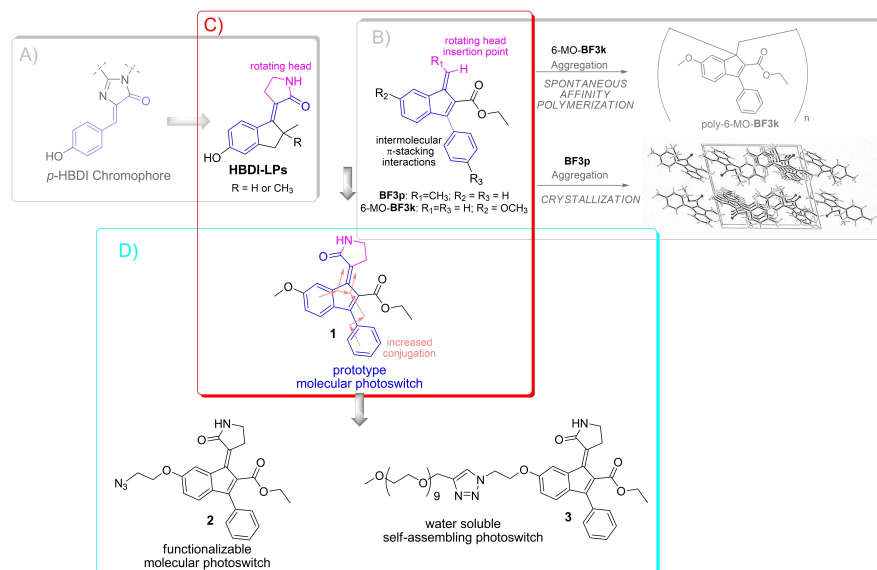 A)
N
N
O
HO
p-HBDI Chromophore
C)
rotating head
NH
O
R
HO
HBDI-LPs
R = H or CH3
B)
rotating head
insertion point
R1
H
R2
O
O
intermolecular
π-stacking
interactions
R3
BF3p: R1=CH3; R2 = R3 = H
6-MO-BF3k: R1=R3 = H; R2 = OCH3
6-MO-BF3k
Aggregation
SPONTANEOUS
AFFINITY
POLYMERIZATION
O
O
O
n
poly-6-MO-BF3k
BF3p
Aggregation
CRYSTALLIZATION
D)
HN
O
O
O
O
1
increased
conjugation
prototype
molecular photoswitch
HN
O
O
O
O
N3
2
functionalizable
molecular photoswitch
HN
O
O
O
O
O
O
9
N
N=N
3
water soluble
self-assembling photoswitch